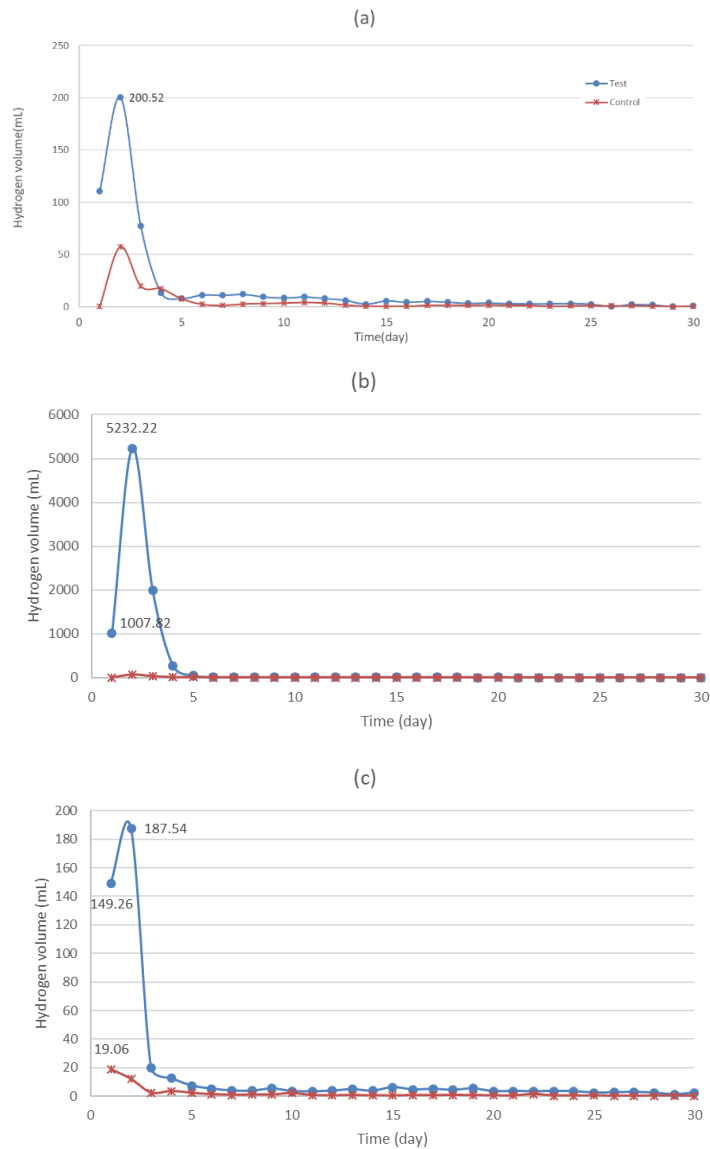 (a)
250
200
150
100
50
0
Hydrogen volume(mL)
200.52
Test
Control
0 5 10 15 20 25 30
Time(day)
(b)
6000
5000
4000
3000
2000
1000
0
Hydrogen volume (mL)
5232.22
1007.82
0 5 10 15 20 25 30
Time (day)
(c)
200
180
160
140
120
100
80
60
40
20
0
Hydrogen volume (mL)
187.54
149.26
19.06
0 5 10 15 20 25 30
Time (day)